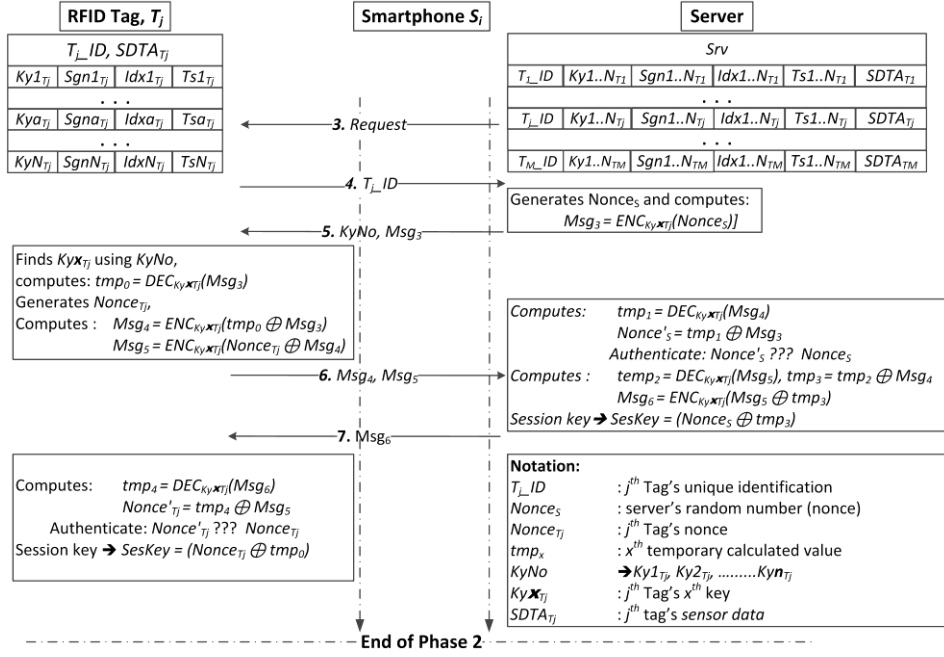 RFID Tag, Tj
Smartphone Si
Server
Tj_ID, SDTATj
Ky1Tj Sgn1Tj Idx1Tj Ts1Tj
. . .
KyaTj SgnaTj IdxaTj TsaTj
. . .
KyNTj SgnNTj IdxNTj TsNTj
Srv
T1_ID Ky1..NT1 Sgn1..NT1 Idx1..NT1 Ts1..NT1 SDTAT1
. . .
Tj_ID Ky1..NTj Sgn1..NTj Idx1..NTj Ts1..NTj SDTATj
. . .
TM_ID Ky1..NTM Sgn1..NTM Idx1..NTM Ts1..NTM SDTATM
3. Request
4. Tj_ID
Generates NonceS and computes:
Msg3 = ENCKyxTj(NonceS)]
5. KyNo, Msg3
Finds KyxTj using KyNo,
computes: tmp0 = DECKyxTj(Msg3)
Generates NonceTj,
Computes : Msg4 = ENCKyxTj(tmp0 ⊕ Msg3)
Msg5 = ENCKyxTj(NonceTj ⊕ Msg4)
6. Msg4, Msg5
Computes: tmp1 = DECKyxTj(Msg4)
Nonce'S = tmp1 ⊕ Msg3
Authenticate: Nonce'S ??? NonceS
Computes : temp2 = DECKyxTj(Msg5), tmp3 = tmp2 ⊕ Msg4
Msg6 = ENCKyxTj(Msg5 ⊕ tmp3)
Session key ➔ SesKey = (NonceS ⊕ tmp3)
7. Msg6
Computes: tmp4 = DECKyxTj(Msg6)
Nonce'Tj = tmp4 ⊕ Msg5
Authenticate: Nonce'Tj ??? NonceTj
Session key ➔ SesKey = (NonceTj ⊕ tmp0)
Notation:
Tj_ID : jth Tag's unique identification
NonceS : server's random number (nonce)
NonceTj : jth Tag's nonce
tmpx : xth temporary calculated value
KyNo ➔Ky1Tj, Ky2Tj, .........KynTj
KyxTj : jth Tag's xth key
SDTATj : jth tag's sensor data
End of Phase 2